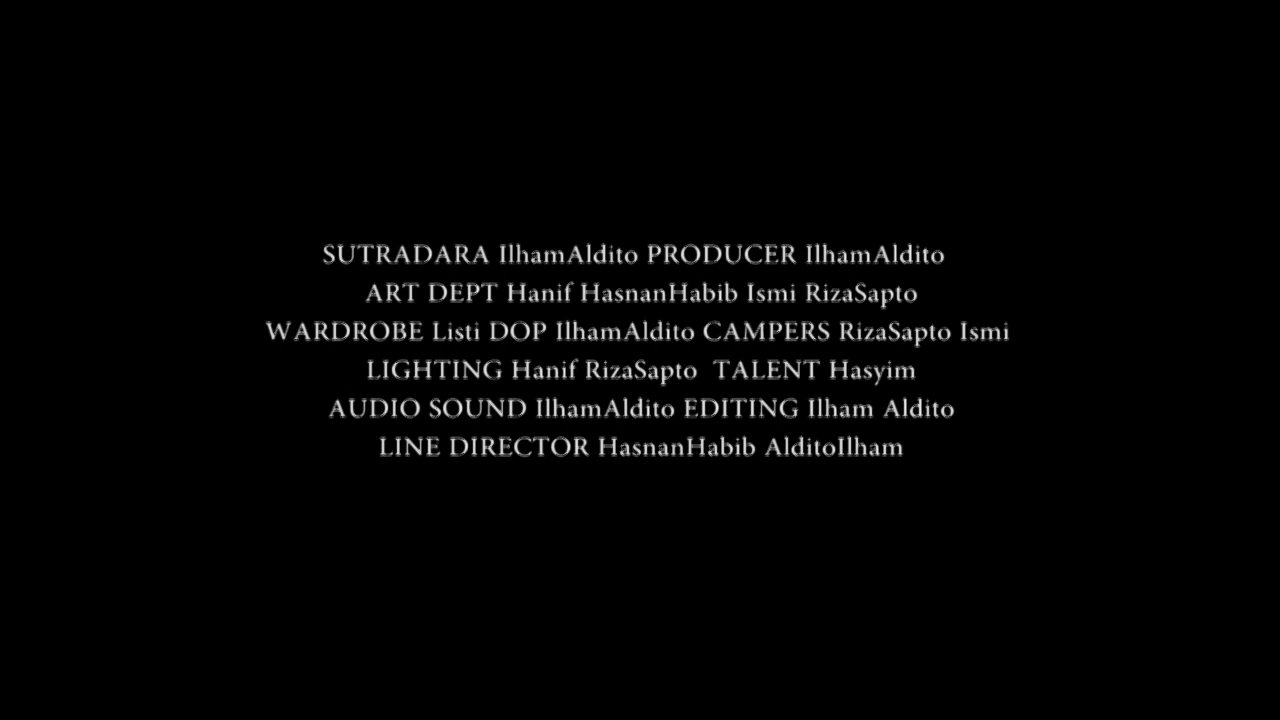 SUTRADARA IlhamAldito PRODUCER IlhamAldito
ART DEPT Hanif HasnanHabib Ismi RizaSapto
WARDROBE Listi DOP IlhamAldito CAMPERS RizaSapto Ismi
LIGHTING Hanif RizaSapto  TALENT Hasyim
AUDIO SOUND IlhamAldito EDITING Ilham Aldito
LINE DIRECTOR HasnanHabib AlditoIlham